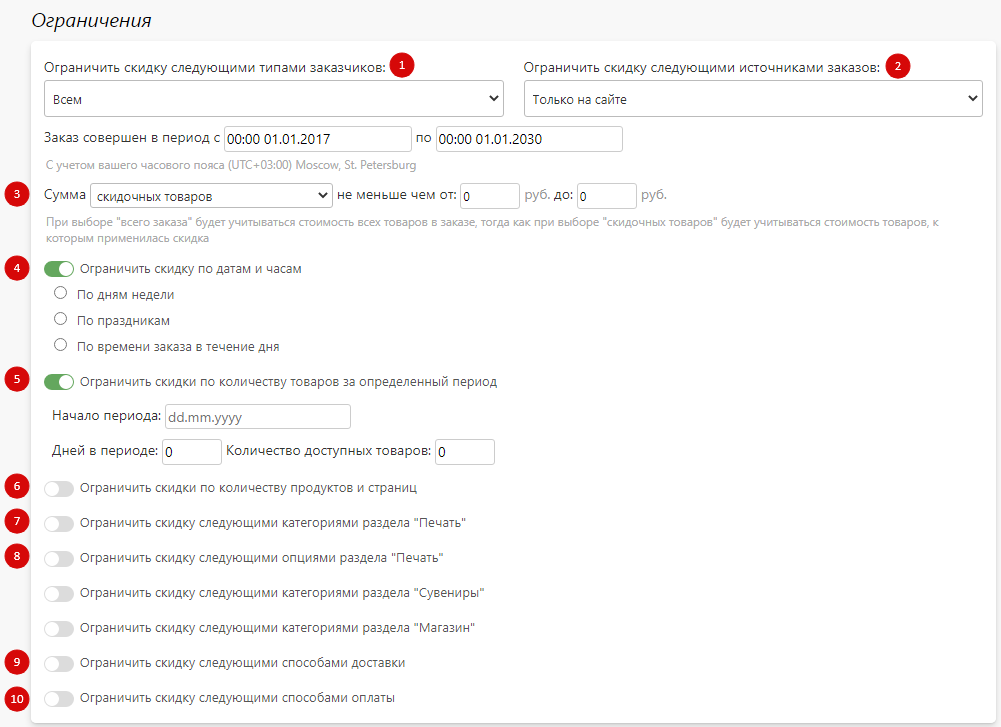 Ограничения
Ограничить скидку следующими типами заказчиков: 1
Ограничить скидку следующими источниками заказов: 2
Всем
Только на сайте
Заказ совершен в период с 00:00 01.01.2017 по 00:00 01.01.2030
С учетом вашего часового пояса (UTC+03:00) Moscow, St. Petersburg
3 Сумма скидочных товаров не меньше чем от: 0 руб. до: 0 руб.
При выборе "всего заказа" будет учитываться стоимость всех товаров в заказе, тогда как при выборе "скидочных товаров" будет учитываться стоимость товаров, к
которым применилась скидка
4 Ограничить скидку по датам и часам
По дням недели
По праздникам
По времени заказа в течение дня
5 Ограничить скидки по количеству товаров за определенный период
Начало периода: dd.mm.yyyy
Дней в периоде: 0 Количество доступных товаров: 0
6 Ограничить скидки по количеству продуктов и страниц
7 Ограничить скидку следующими категориями раздела "Печать"
8 Ограничить скидку следующими опциями раздела "Печать"
Ограничить скидку следующими категориями раздела "Сувениры"
Ограничить скидку следующими категориями раздела "Магазин"
9 Ограничить скидку следующими способами доставки
10 Ограничить скидку следующими способами оплаты